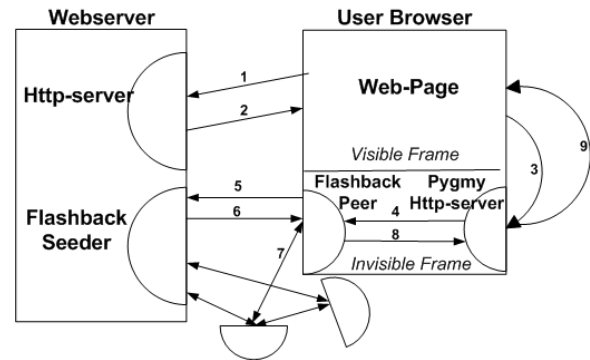 Webserver
User Browser
Http-server
1
2
Web-Page
9
3
Visible Frame
Flashback
Peer
Pygmy
Http-server
5
6
4
8
Flashback
Seeder
7
Invisible Frame